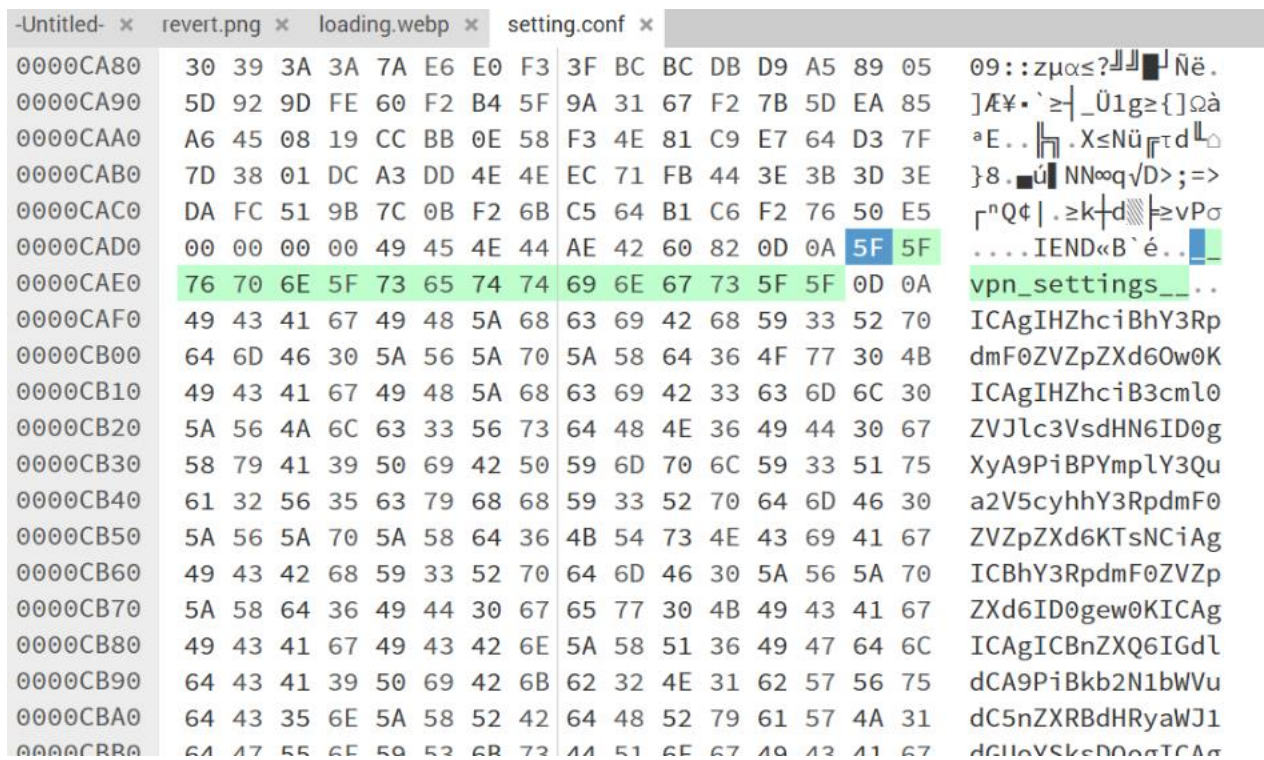 -Untitled- × revert.png × loading.webp × setting.conf ×
0000CA80 30 39 3A 3A 7A E6 E0 F3 3F BC BC DB D9 A5 89 05 09::zµα≤?╝╝█┘Ñë.
0000CA90 5D 92 9D FE 60 F2 B4 5F 9A 31 67 F2 7B 5D EA 85 ]Æ¥▪`≥┤_Ü1g≥{]Ωà
0000CAA0 A6 45 08 19 CC BB 0E 58 F3 4E 81 C9 E7 64 D3 7F ªE..╠╗.X≤Nü╔τd╙⌂
0000CAB0 7D 38 01 DC A3 DD 4E 4E EC 71 FB 44 3E 3B 3D 3E }8.▄ú▌NN∞q√D>;=>
0000CAC0 DA FC 51 9B 7C 0B F2 6B C5 64 B1 C6 F2 76 50 E5 ┌ⁿQ¢|.≥k┼d▒╞≥vPσ
0000CAD0 00 00 00 00 49 45 4E 44 AE 42 60 82 0D 0A 5F 5F ....IEND«B`é..__
0000CAE0 76 70 6E 5F 73 65 74 74 69 6E 67 73 5F 5F 0D 0A vpn_settings__..
0000CAF0 49 43 41 67 49 48 5A 68 63 69 42 68 59 33 52 70 ICAgIHZhciBhY3Rp
0000CB00 64 6D 46 30 5A 56 5A 70 5A 58 64 36 4F 77 30 4B dmF0ZVZpZXd6Ow0K
0000CB10 49 43 41 67 49 48 5A 68 63 69 42 33 63 6D 6C 30 ICAgIHZhciB3cml0
0000CB20 5A 56 4A 6C 63 33 56 73 64 48 4E 36 49 44 30 67 ZVJlc3VsdHN6ID0g
0000CB30 58 79 41 39 50 69 42 50 59 6D 70 6C 59 33 51 75 XyA9PiBPYmplY3Qu
0000CB40 61 32 56 35 63 79 68 68 59 33 52 70 64 6D 46 30 a2V5cyhhY3RpdmF0
0000CB50 5A 56 5A 70 5A 58 64 36 4B 54 73 4E 43 69 41 67 ZVZpZXd6KTsNCiAg
0000CB60 49 43 42 68 59 33 52 70 64 6D 46 30 5A 56 5A 70 ICBhY3RpdmF0ZVZp
0000CB70 5A 58 64 36 49 44 30 67 65 77 30 4B 49 43 41 67 ZXd6ID0gew0KICAg
0000CB80 49 43 41 67 49 43 42 6E 5A 58 51 36 49 47 64 6C ICAgICBnZXQ6IGdl
0000CB90 64 43 41 39 50 69 42 6B 62 32 4E 31 62 57 56 75 dCA9PiBkb2N1bWVu
0000CBA0 64 43 35 6E 5A 58 52 42 64 48 52 79 61 57 4A 31 dC5nZXRBdHRyaWJ1
0000CBB0 64 47 55 6F 59 53 6B 73 44 51 6F 67 49 43 41 67 dGUoYSksDQogICAg